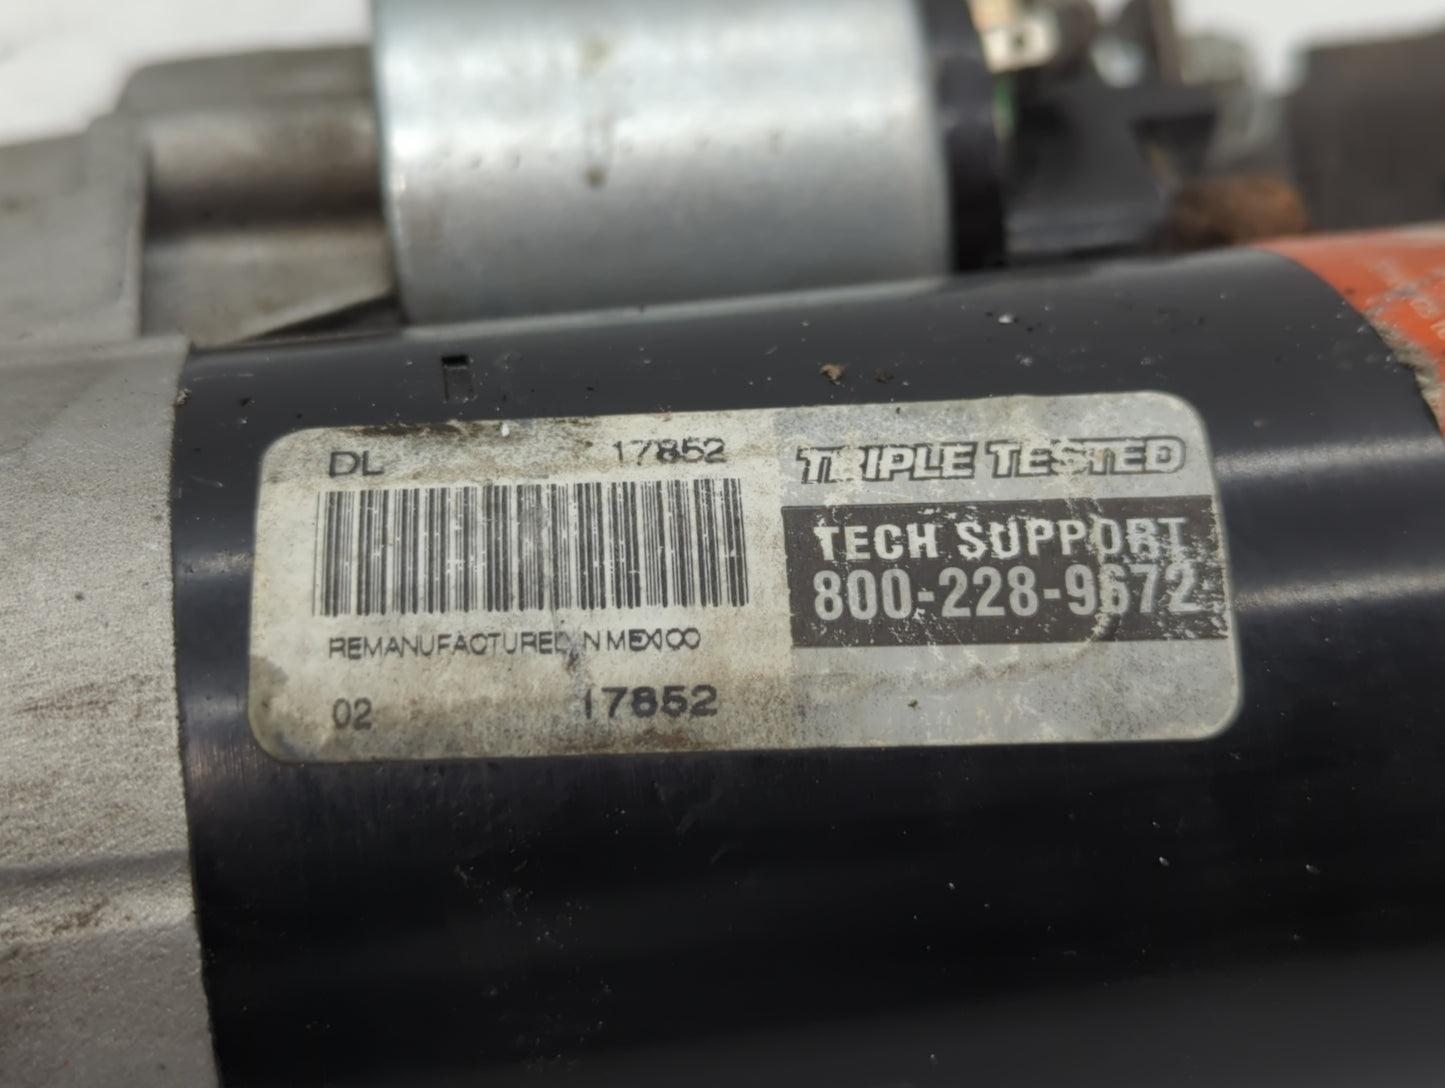 DL 17852
REMANUFACTURED IN MEXICO
02 17852
TRIPLE TESTED
TECH SUPPORT
800-228-9672